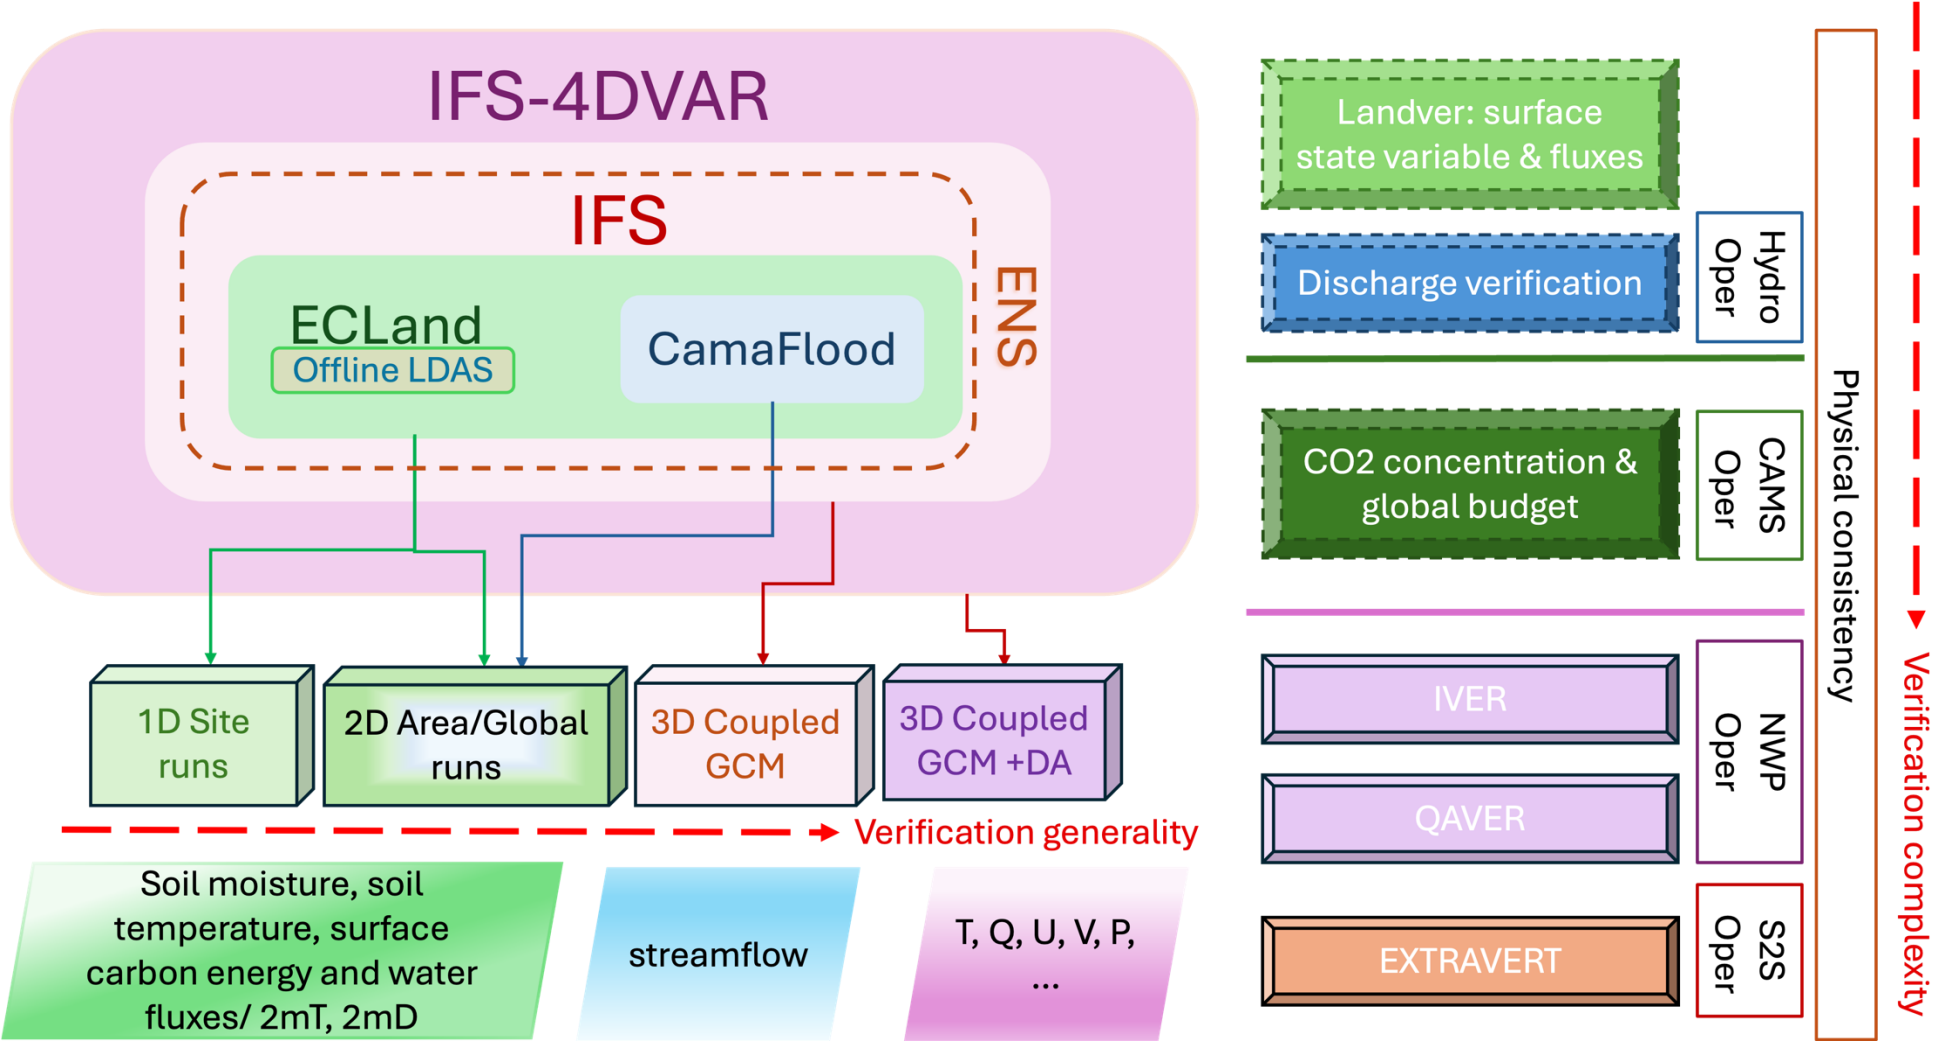 IFS-4DVAR
IFS
ENS
ECLand
Offline LDAS
CamaFlood
1D Site
runs
2D Area/Global
runs
3D Coupled
GCM
3D Coupled
GCM +DA
Verification generality
Soil moisture, soil
temperature, surface
carbon energy and water
fluxes/ 2mT, 2mD
streamflow
T, Q, U, V, P,
...
Landver: surface
state variable & fluxes
Discharge verification
Hydro
Oper
CO2 concentration &
global budget
CAMS
Oper
IVER
QAVER
NWP
Oper
EXTRAVERT
S2S
Oper
Physical consistency
Verification complexity